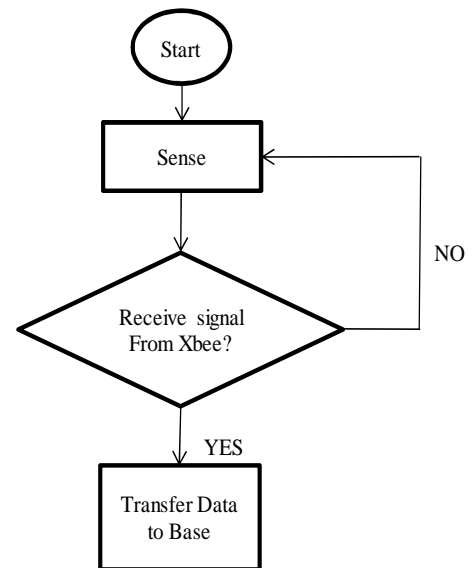 Start
Sense
NO
Receive signal
From Xbee?
YES
Transfer Data
to Base